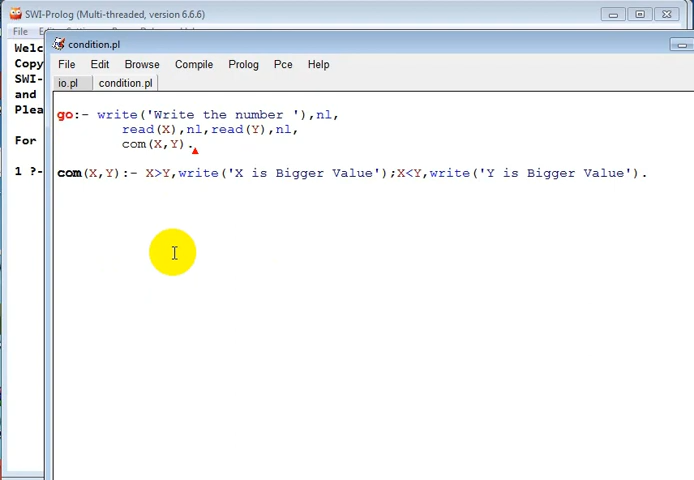 SWI-Prolog (Multi-threaded, version 6.6.6)
File
Welc
Copy
SWI-
and
Plea
For
1 ?-
condition.pl
File Edit Browse Compile Prolog Pce Help
io.pl condition.pl
go:- write('Write the number '),nl,
read(X),nl,read(Y),nl,
com(X,Y).
com(X,Y):- X>Y,write('X is Bigger Value');X<Y,write('Y is Bigger Value').